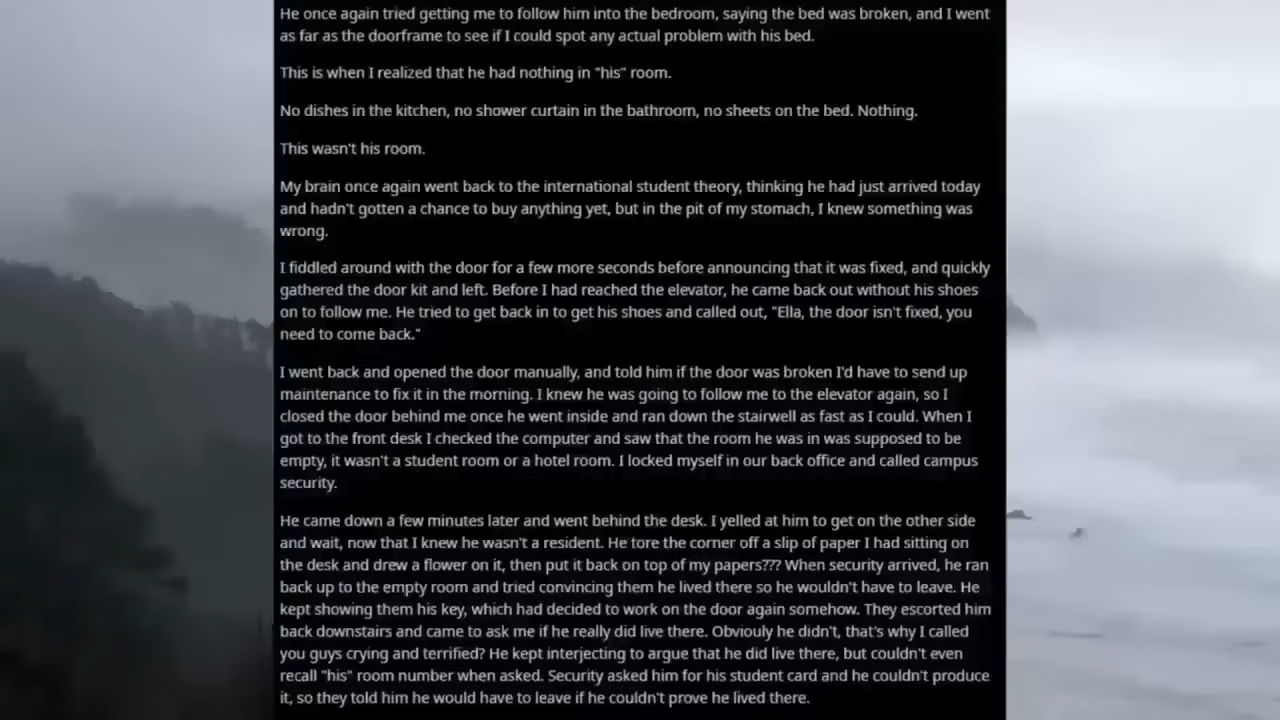 He once again tried getting me to follow him into the bedroom, saying the bed was broken, and I went
as far as the doorframe to see if I could spot any actual problem with his bed.
This is when I realized that he had nothing in "his" room.
No dishes in the kitchen, no shower curtain in the bathroom, no sheets on the bed. Nothing.
This wasn't his room.
My brain once again went back to the international student theory, thinking he had just arrived today
and hadn't gotten a chance to buy anything yet, but in the pit of my stomach, I knew something was
wrong.
I fiddled around with the door for a few more seconds before announcing that it was fixed, and quickly
gathered the door kit and left. Before I had reached the elevator, he came back out without his shoes
on to follow me. He tried to get back in to get his shoes and called out, "Ella, the door isn't fixed, you
need to come back."
I went back and opened the door manually, and told him if the door was broken I'd have to send up
maintenance to fix it in the morning. I knew he was going to follow me to the elevator again, so I
closed the door behind me once he went inside and ran down the stairwell as fast as I could. When I
got to the front desk I checked the computer and saw that the room he was in was supposed to be
empty, it wasn't a student room or a hotel room. I locked myself in our back office and called campus
security.
He came down a few minutes later and went behind the desk. I yelled at him to get on the other side
and wait, now that I knew he wasn't a resident. He tore the corner off a slip of paper I had sitting on
the desk and drew a flower on it, then put it back on top of my papers??? When security arrived, he ran
back up to the empty room and tried convincing them he lived there so he wouldn't have to leave. He
kept showing them his key, which had decided to work on the door again somehow. They escorted him
back downstairs and came to ask me if he really did live there. Obviouly he didn't, that's why I called
you guys crying and terrified? He kept interjecting to argue that he did live there, but couldn't even
recall "his" room number when asked. Security asked him for his student card and he couldn't produce
it, so they told him he would have to leave if he couldn't prove he lived there.